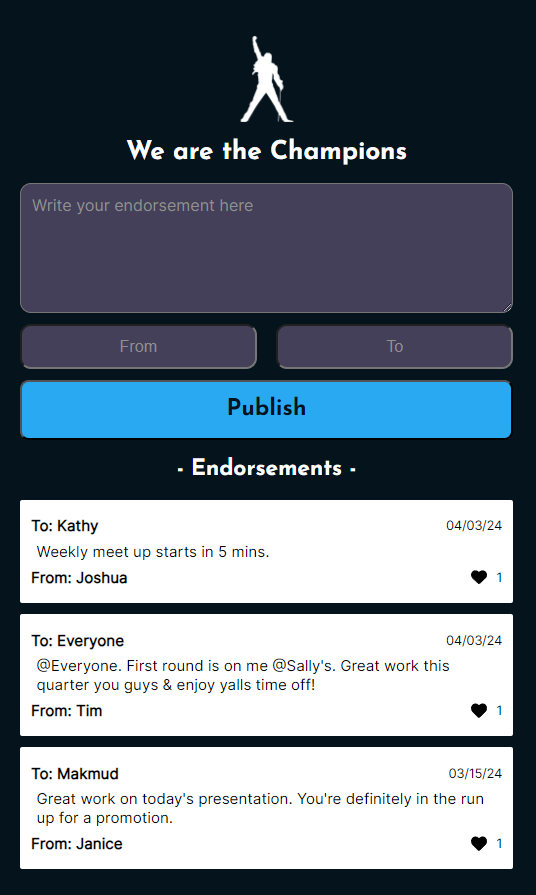 We are the Champions
Write your endorsement here
From
To
Publish
- Endorsements -
To: Kathy
04/03/24
Weekly meet up starts in 5 mins.
From: Joshua
1
To: Everyone
04/03/24
@Everyone. First round is on me @Sally's. Great work this
quarter you guys & enjoy yalls time off!
From: Tim
1
To: Makmud
03/15/24
Great work on today's presentation. You're definitely in the run
up for a promotion.
From: Janice
1